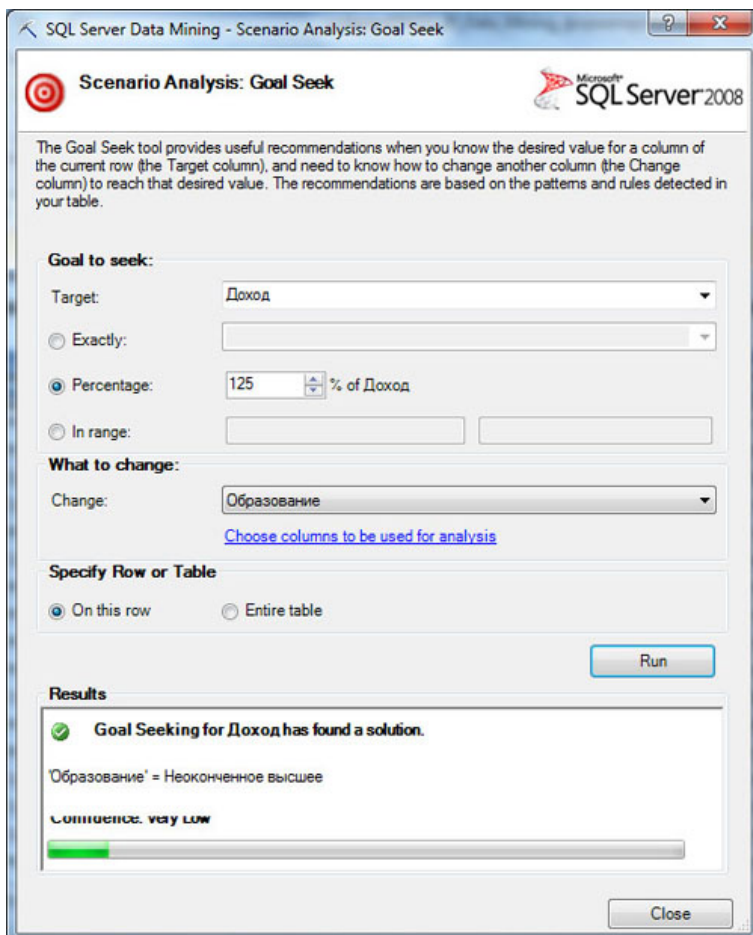 SQL Server Data Mining - Scenario Analysis: Goal Seek
Scenario Analysis: Goal Seek
Microsoft®
SQL Server 2008
The Goal Seek tool provides useful recommendations when you know the desired value for a column of
the current row (the Target column), and need to know how to change another column (the Change
column) to reach that desired value. The recommendations are based on the patterns and rules detected in
your table.
Goal to seek:
Target: Доход
Exactly:
Percentage: 125 % of Доход
In range:
What to change:
Change: Образование
Choose columns to be used for analysis
Specify Row or Table
On this row Entire table
Run
Results
Goal Seeking for Доход has found a solution.
'Образование' = Неоконченное высшее
Confidence: Very Low
Close